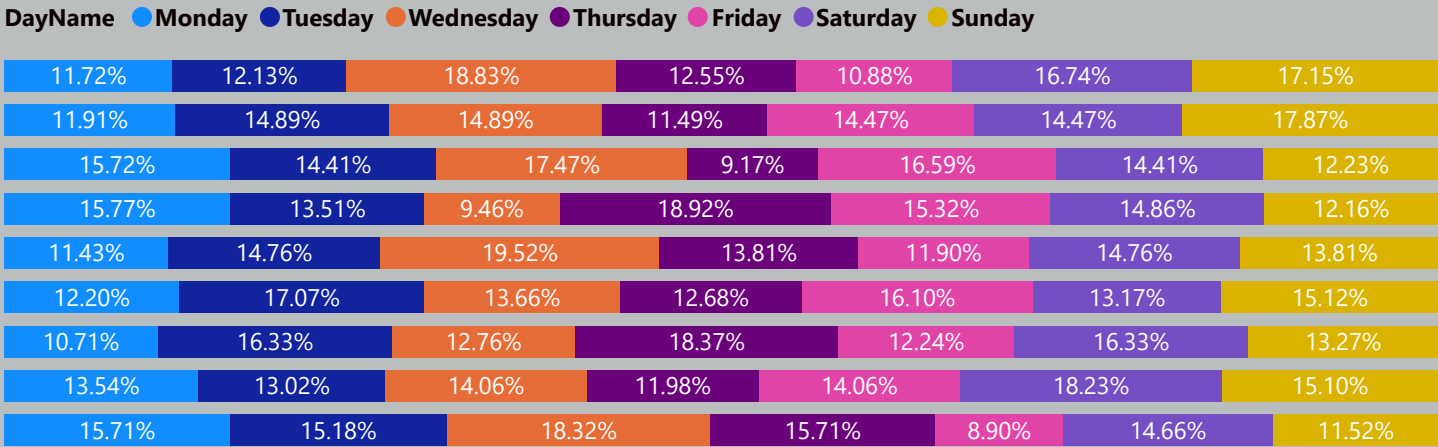 DayName Monday Tuesday Wednesday Thursday Friday Saturday Sunday
11.72% 12.13% 18.83% 12.55% 10.88% 16.74% 17.15%
11.91% 14.89% 14.89% 11.49% 14.47% 14.47% 17.87%
15.72% 14.41% 17.47% 9.17% 16.59% 14.41% 12.23%
15.77% 13.51% 9.46% 18.92% 15.32% 14.86% 12.16%
11.43% 14.76% 19.52% 13.81% 11.90% 14.76% 13.81%
12.20% 17.07% 13.66% 12.68% 16.10% 13.17% 15.12%
10.71% 16.33% 12.76% 18.37% 12.24% 16.33% 13.27%
13.54% 13.02% 14.06% 11.98% 14.06% 18.23% 15.10%
15.71% 15.18% 18.32% 15.71% 8.90% 14.66% 11.52%